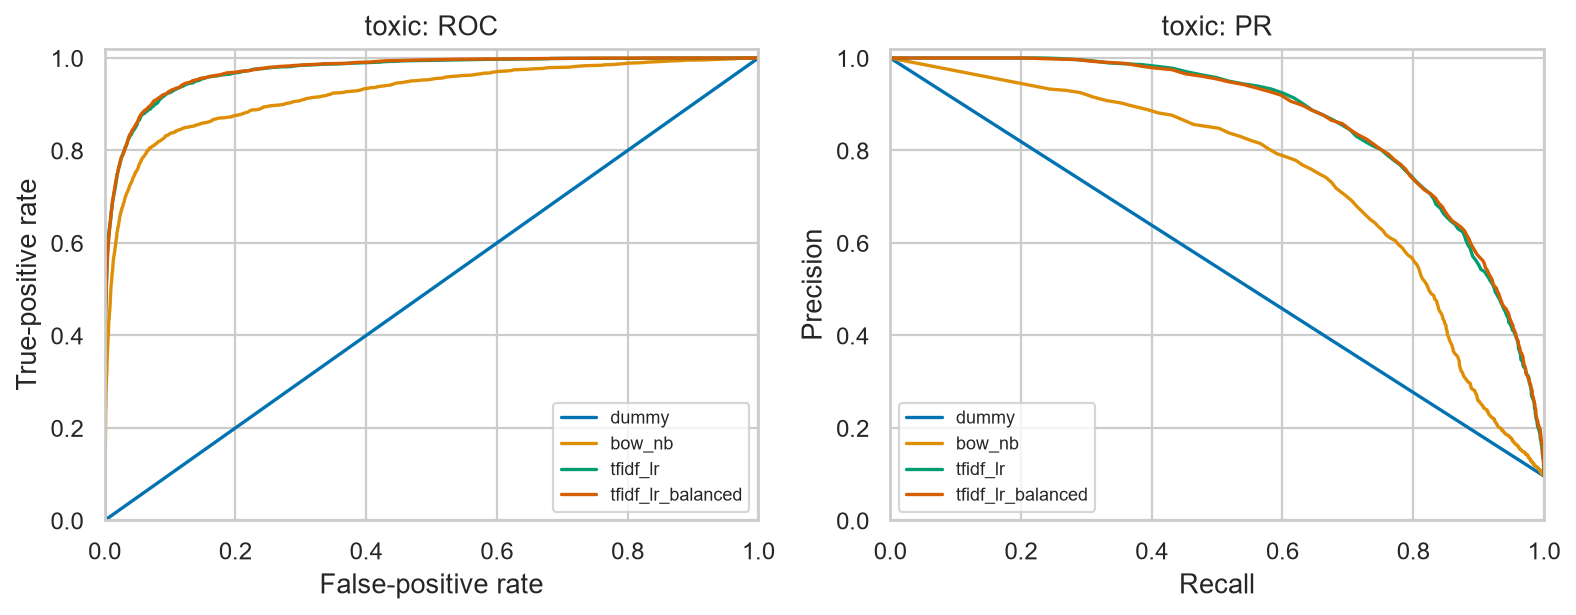 toxic: ROC
True-positive rate
1.0
0.8
0.6
0.4
0.2
0.0
0.0 0.2 0.4 0.6 0.8 1.0
False-positive rate
dummy
bow_nb
tfidf_lr
tfidf_lr_balanced
toxic: PR
Precision
1.0
0.8
0.6
0.4
0.2
0.0
0.0 0.2 0.4 0.6 0.8 1.0
Recall
dummy
bow_nb
tfidf_lr
tfidf_lr_balanced